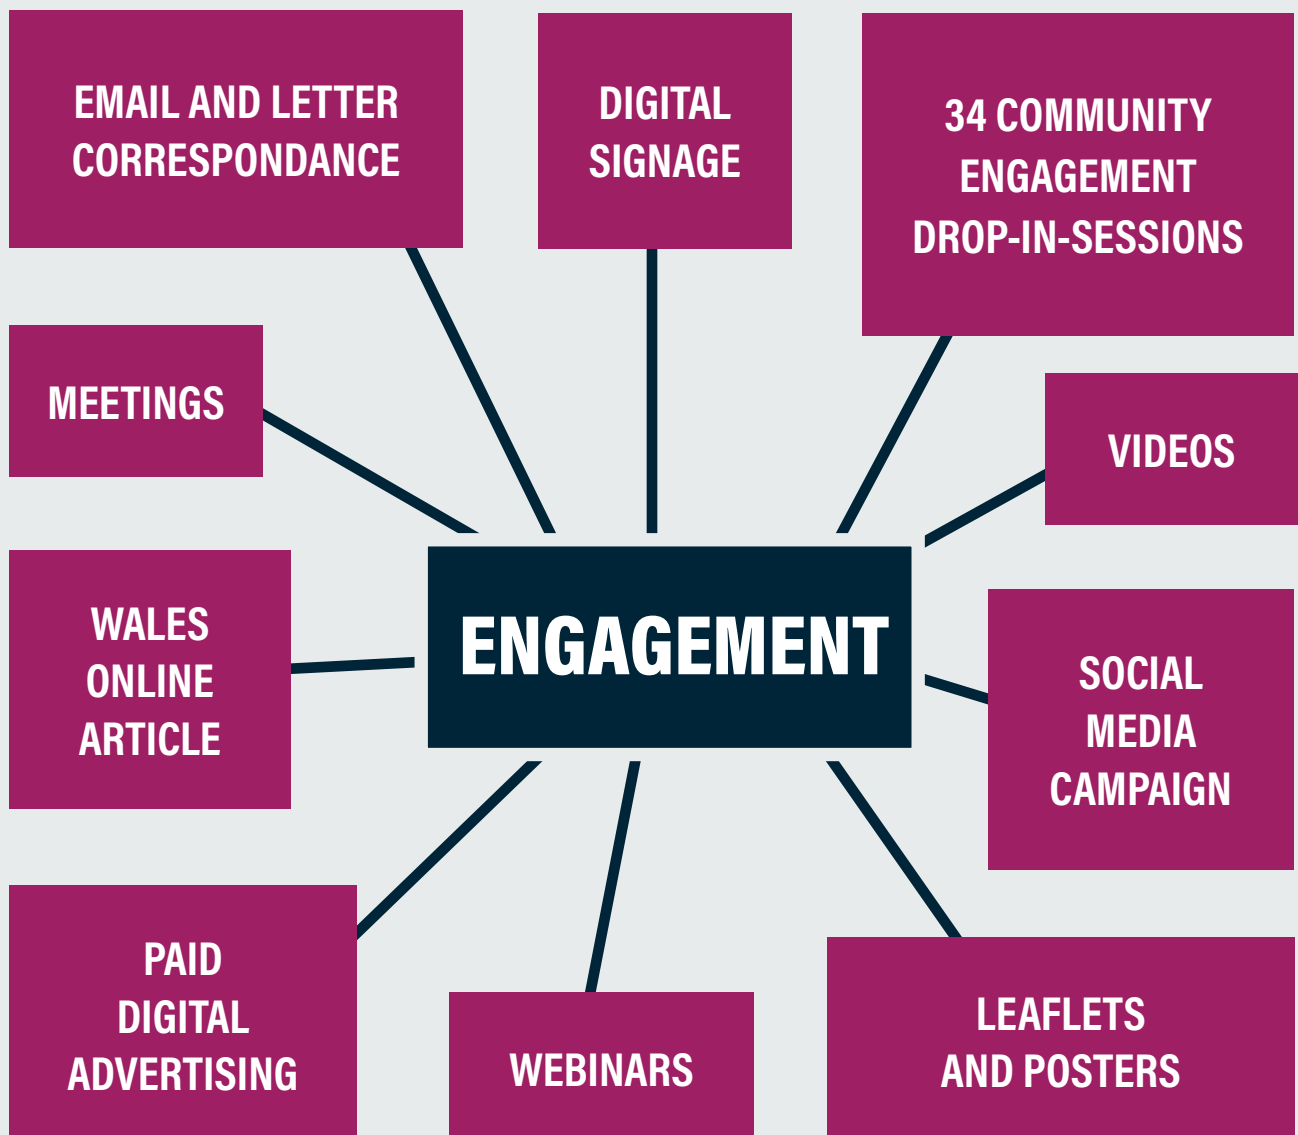 EMAIL AND LETTER
CORRESPONDANCE
DIGITAL
SIGNAGE
34 COMMUNITY
ENGAGEMENT
DROP-IN-SESSIONS
MEETINGS
VIDEOS
ENGAGEMENT
WALES
ONLINE
ARTICLE
SOCIAL
MEDIA
CAMPAIGN
PAID
DIGITAL
ADVERTISING
WEBINARS
LEAFLETS
AND POSTERS